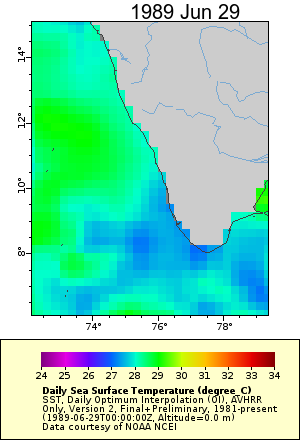 1989 Jun 29
14°
12°
10°
8°
74° 76° 78°
24 25 26 27 28 29 30 31 32 33 34
Daily Sea Surface Temperature (degree_C)
SST, Daily Optimum Interpolation (OI), AVHRR
Only, Version 2, Final+Preliminary, 1981-present
(1989-06-29T00:00:00Z, Altitude=0.0 m)
Data courtesy of NOAA NCEI